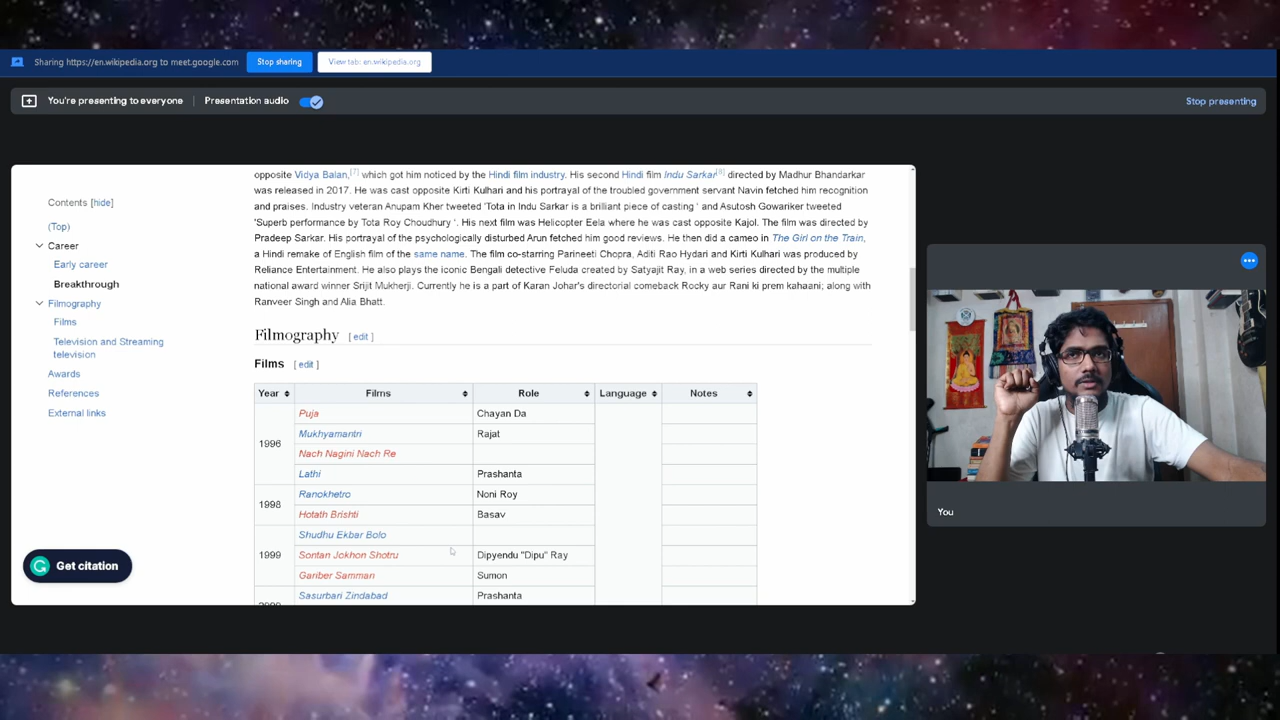 Sharing https://en.wikipedia.org to meet.google.com Stop sharing View tab: en.wikipedia.org
You're presenting to everyone Presentation audio Stop presenting
opposite Vidya Balan,[7] which got him noticed by the Hindi film industry. His second Hindi film Indu Sarkar[8] directed by Madhur Bhandarkar
was released in 2017. He was cast opposite Kirti Kulhari and his portrayal of the troubled government servant Navin fetched him recognition
and praises. Industry veteran Anupam Kher tweeted 'Tota in Indu Sarkar is a brilliant piece of casting ' and Asutosh Gowariker tweeted
'Superb performance by Tota Roy Choudhury '. His next film was Helicopter Eela where he was cast opposite Kajol. The film was directed by
Pradeep Sarkar. His portrayal of the psychologically disturbed Arun fetched him good reviews. He then did a cameo in The Girl on the Train,
a Hindi remake of English film of the same name. The film co-starring Parineeti Chopra, Aditi Rao Hydari and Kirti Kulhari was produced by
Reliance Entertainment. He also plays the iconic Bengali detective Feluda created by Satyajit Ray, in a web series directed by the multiple
national award winner Srijit Mukherji. Currently he is a part of Karan Johar's directorial comeback Rocky aur Rani ki prem kahaani; along with
Ranveer Singh and Alia Bhatt.
Contents [hide]
(Top)
Career
Early career
Breakthrough
Filmography
Films
Television and Streaming
television
Awards
References
External links
Get citation
Filmography [ edit ]
Films [ edit ]
Year Films Role Language Notes
1996 Puja Chayan Da
Mukhyamantri Rajat
Nach Nagini Nach Re
Lathi Prashanta
1998 Ranokhetro Noni Roy
Hotath Brishti Basav
1999 Shudhu Ekbar Bolo
Sontan Jokhon Shotru Dipyendu "Dipu" Ray
Gariber Samman Sumon
2000 Sasurbari Zindabad Prashanta
You